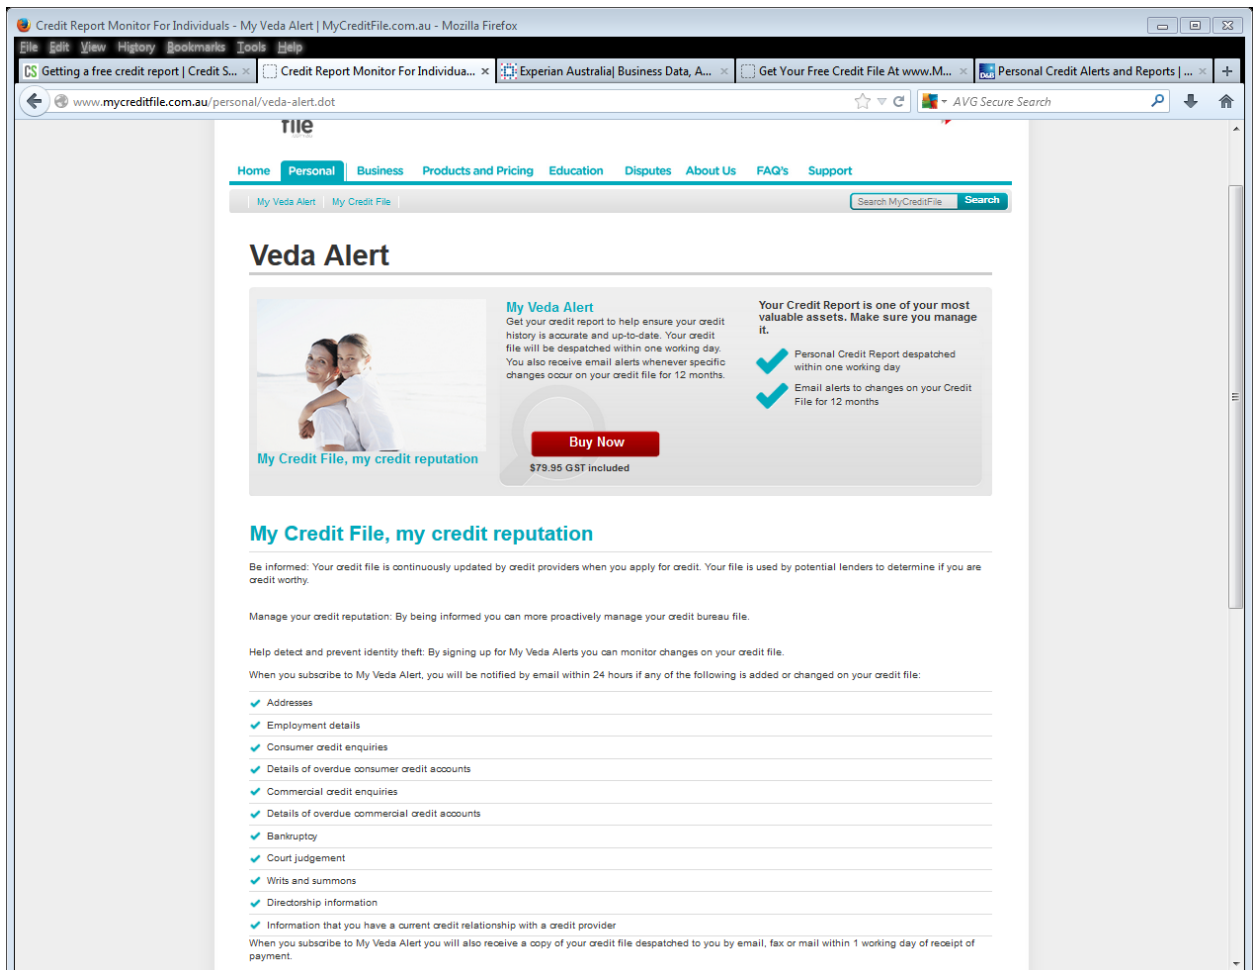 Credit Report Monitor For Individuals - My Veda Alert | MyCreditFile.com.au - Mozilla Firefox
File Edit View History Bookmarks Tools Help
CS Getting a free credit report | Credit S... × Credit Report Monitor For Individua... × Experian Australia| Business Data, A... × Get Your Free Credit File At www.M... × D&B Personal Credit Alerts and Reports | ... × +
www.mycreditfile.com.au/personal/veda-alert.dot AVG Secure Search
file
Home Personal Business Products and Pricing Education Disputes About Us FAQ's Support
My Veda Alert My Credit File Search MyCreditFile Search
Veda Alert
My Veda Alert
Get your credit report to help ensure your credit
history is accurate and up-to-date. Your credit
file will be despatched within one working day.
You also receive email alerts whenever specific
changes occur on your credit file for 12 months.
Buy Now
$79.95 GST included
Your Credit Report is one of your most
valuable assets. Make sure you manage
it.
Personal Credit Report despatched
within one working day
Email alerts to changes on your Credit
File for 12 months
My Credit File, my credit reputation
My Credit File, my credit reputation
Be informed: Your credit file is continuously updated by credit providers when you apply for credit. Your file is used by potential lenders to determine if you are
credit worthy.
Manage your credit reputation: By being informed you can more proactively manage your credit bureau file.
Help detect and prevent identity theft: By signing up for My Veda Alerts you can monitor changes on your credit file.
When you subscribe to My Veda Alert, you will be notified by email within 24 hours if any of the following is added or changed on your credit file:
Addresses
Employment details
Consumer credit enquiries
Details of overdue consumer credit accounts
Commercial credit enquiries
Details of overdue commercial credit accounts
Bankruptcy
Court judgement
Writs and summons
Directorship information
Information that you have a current credit relationship with a credit provider
When you subscribe to My Veda Alert you will also receive a copy of your credit file despatched to you by email, fax or mail within 1 working day of receipt of
payment.